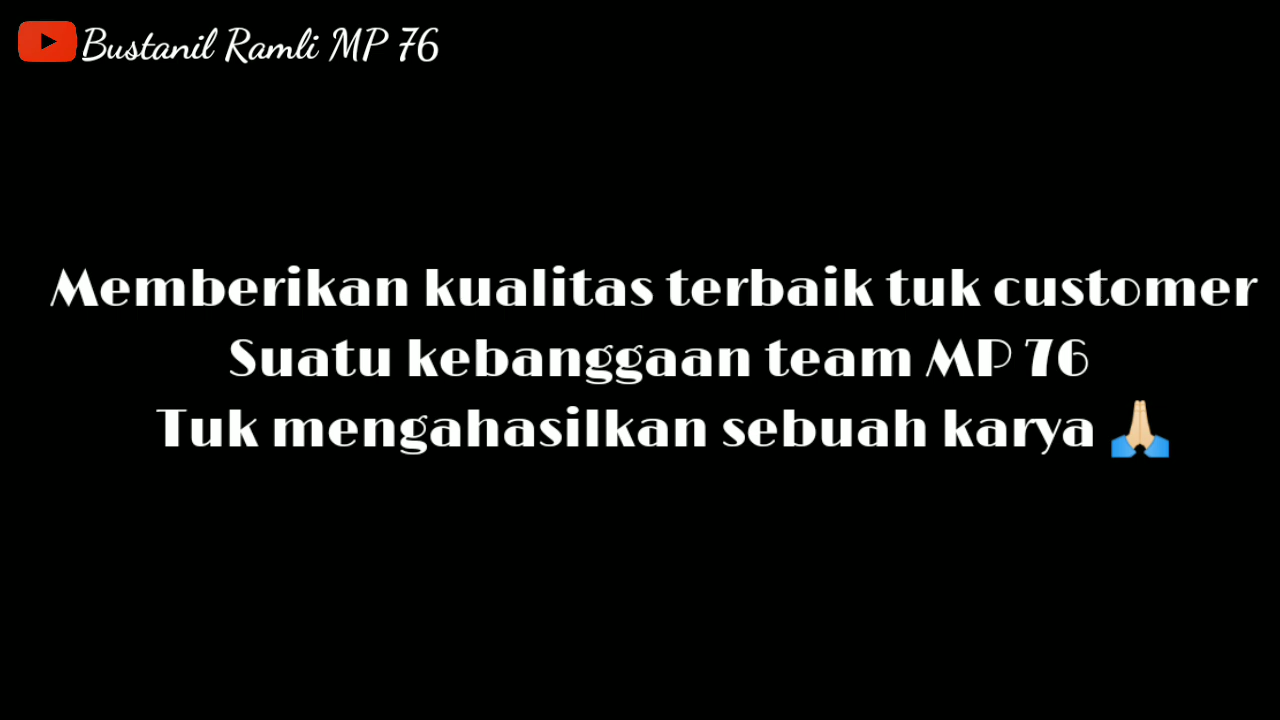 Bustanil Ramli MP 76
Memberikan kualitas terbaik tuk customer
Suatu kebanggaan team MP 76
Tuk mengahasilkan sebuah karya 🙏🏻